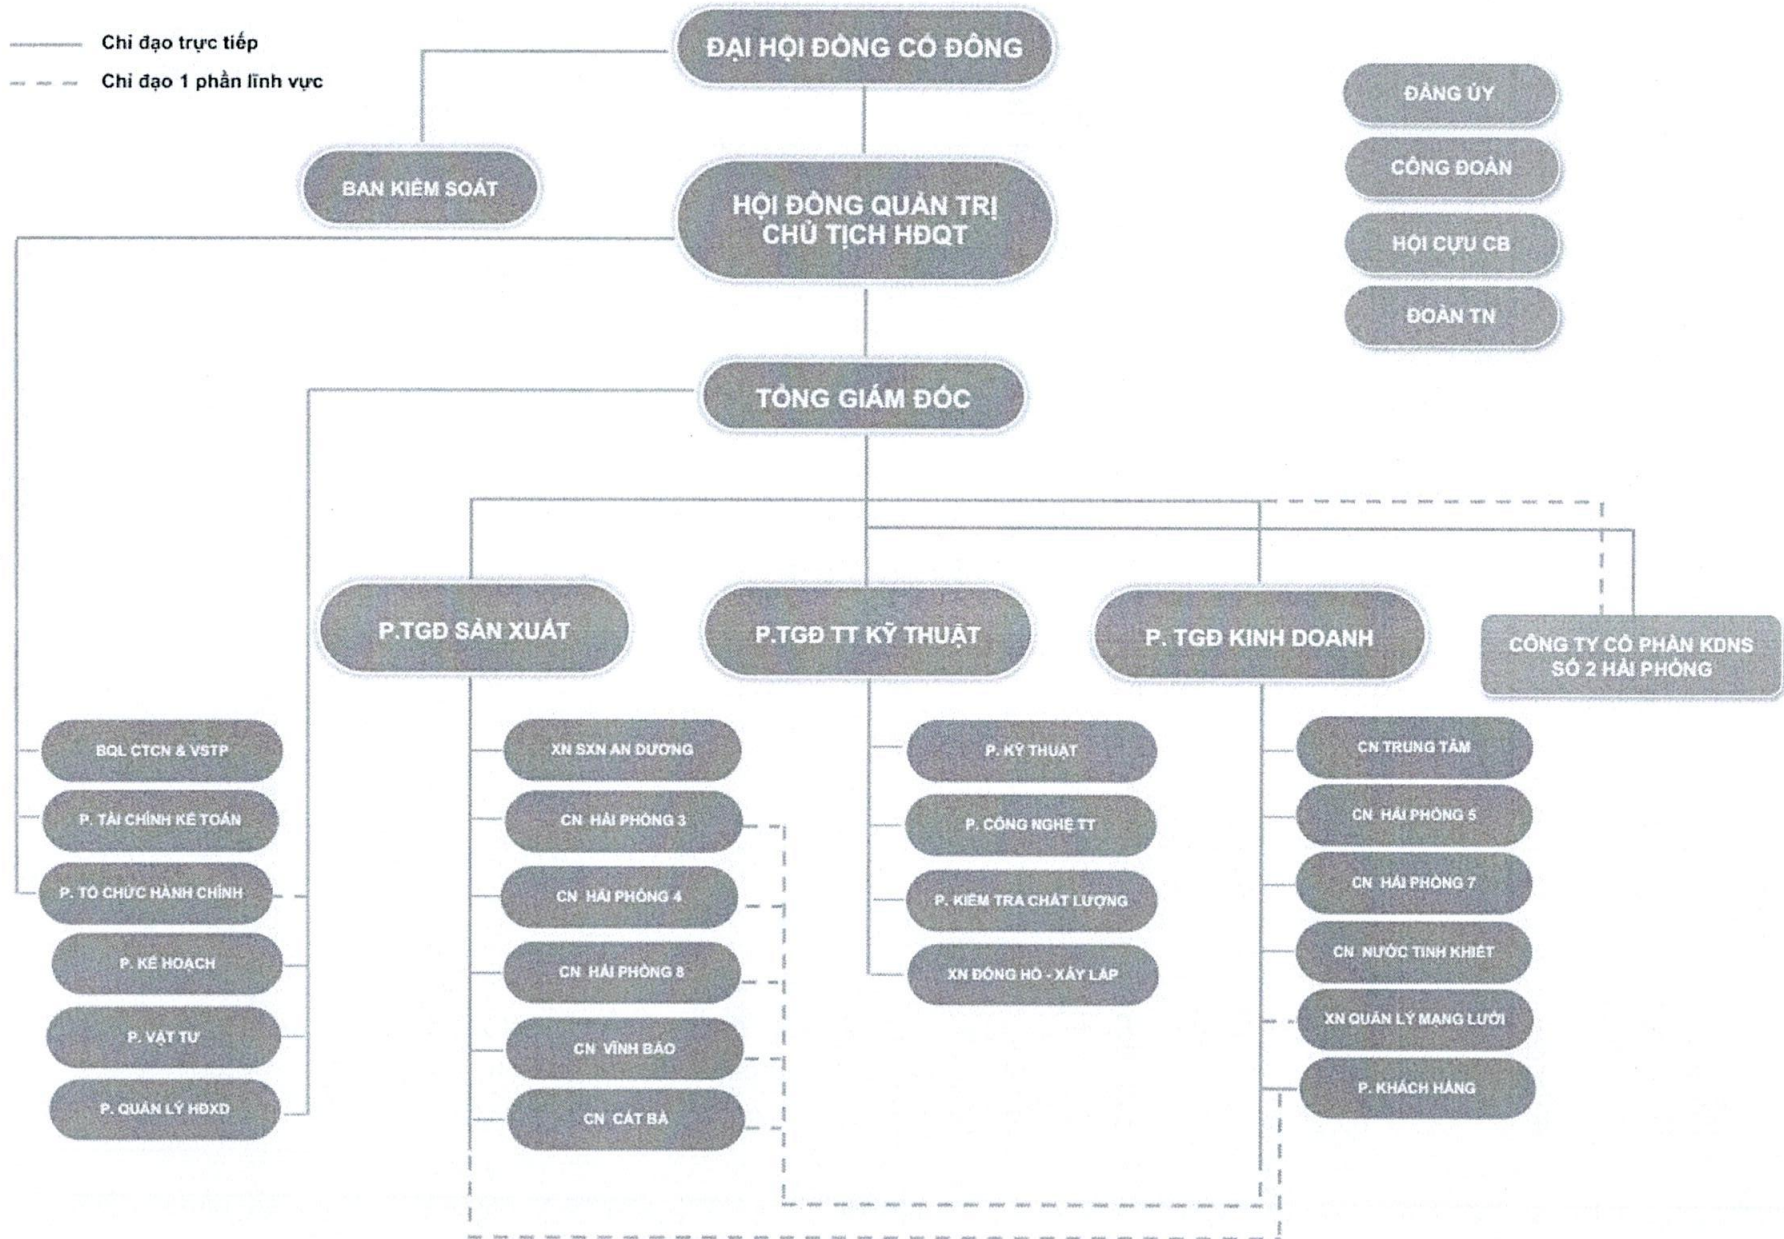 Chỉ đạo trực tiếp
Chỉ đạo 1 phần lĩnh vực
ĐẠI HỘI ĐỒNG CỔ ĐÔNG
ĐẢNG ỦY
CÔNG ĐOÀN
HỘI CỰU CB
ĐOÀN TN
BAN KIỂM SOÁT
HỘI ĐỒNG QUẢN TRỊ
CHỦ TỊCH HĐQT
TỔNG GIÁM ĐỐC
P.TGĐ SẢN XUẤT
P.TGĐ TT KỸ THUẬT
P. TGĐ KINH DOANH
CÔNG TY CỔ PHẦN KDNS
SỐ 2 HẢI PHÒNG
BQL CTCN & VSTP
P. TÀI CHÍNH KẾ TOÁN
P. TỔ CHỨC HÀNH CHÍNH
P. KẾ HOẠCH
P. VẬT TƯ
P. QUẢN LÝ HĐXD
XN SXN AN DƯƠNG
CN HẢI PHÒNG 3
CN HẢI PHÒNG 4
CN HẢI PHÒNG 8
CN VĨNH BẢO
CN CÁT BÀ
P. KỸ THUẬT
P. CÔNG NGHỆ TT
P. KIỂM TRA CHẤT LƯỢNG
XN ĐỒNG HỒ - XÂY LẮP
CN TRUNG TÂM
CN HẢI PHÒNG 5
CN HẢI PHÒNG 7
CN NƯỚC TINH KHIẾT
XN QUẢN LÝ MẠNG LƯỚI
P. KHÁCH HÀNG